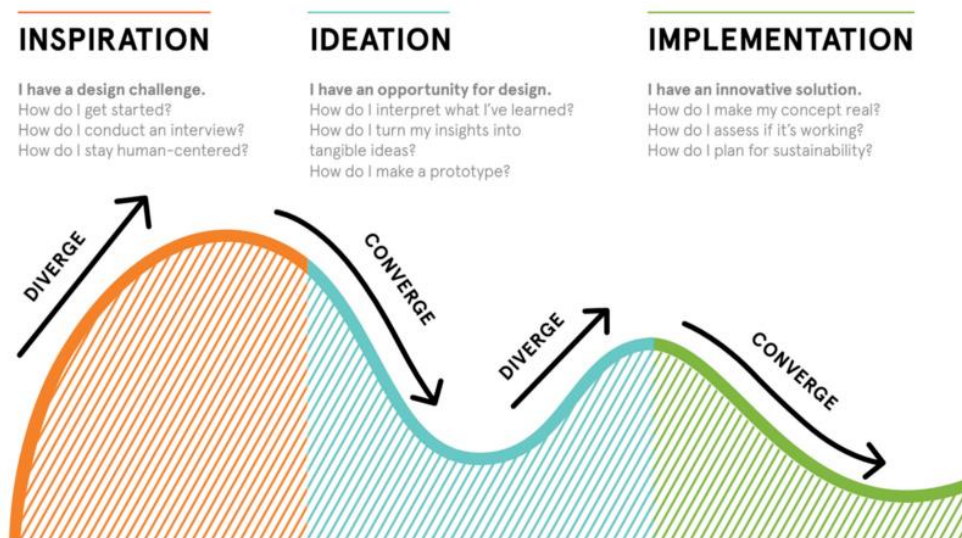 INSPIRATION
I have a design challenge.
How do I get started?
How do I conduct an interview?
How do I stay human-centered?
IDEATION
I have an opportunity for design.
How do I interpret what I've learned?
How do I turn my insights into
tangible ideas?
How do I make a prototype?
IMPLEMENTATION
I have an innovative solution.
How do I make my concept real?
How do I assess if it's working?
How do I plan for sustainability?
DIVERGE
CONVERGE
DIVERGE
CONVERGE